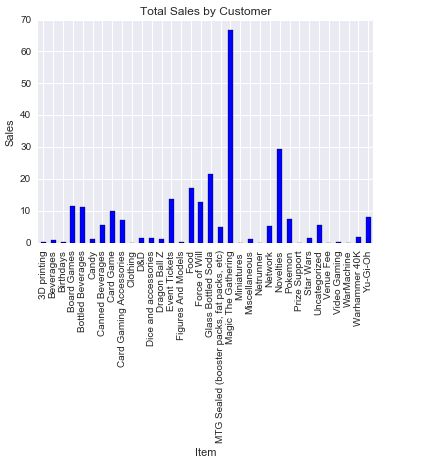 Total Sales by Customer
Sales
70
60
50
40
30
20
10
0
3D printing
Beverages
Birthdays
Board Games
Bottled Beverages
Candy
Canned Beverages
Card Game
Card Gaming Accessories
Clothing
D&D
Dice and accessories
Dragon Ball Z
Event Tickets
Figures And Models
Food
Force of Will
Glass Bottled Soda
MTG Sealed (booster packs, fat packs, etc)
Magic The Gathering
Miniatures
Miscellaneous
Netrunner
Network
Novelties
Pokemon
Prize Support
Star Wars
Uncategorized
Venue Fee
Video Gaming
WarMachine
Warhammer 40K
Yu-Gi-Oh
Item